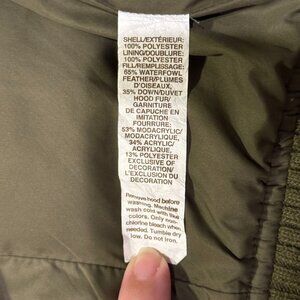 SHELL/EXTÉRIEUR:
100% POLYESTER
LINING/DOUBLURE:
100% POLYESTER
FILL/REMPLISSAGE:
65% WATERFOWL
FEATHER/PLUMES
D'OISEAUX,
35% DOWN/DUVET
HOOD FUR/
GARNITURE
DE CAPUCHE EN
IMITATION
FOURRURE:
53% MODACRYLIC/
MODACRYLIQUE,
34% ACRYLIC/
ACRYLIQUE,
13% POLYESTER
EXCLUSIVE OF
DECORATION/
EXCLUSION DU
DECORATION
Remove hood before
washing. Machine
wash cold with like
colors. Only non-
chlorine bleach when
needed. Tumble dry
low. Do not Iron.